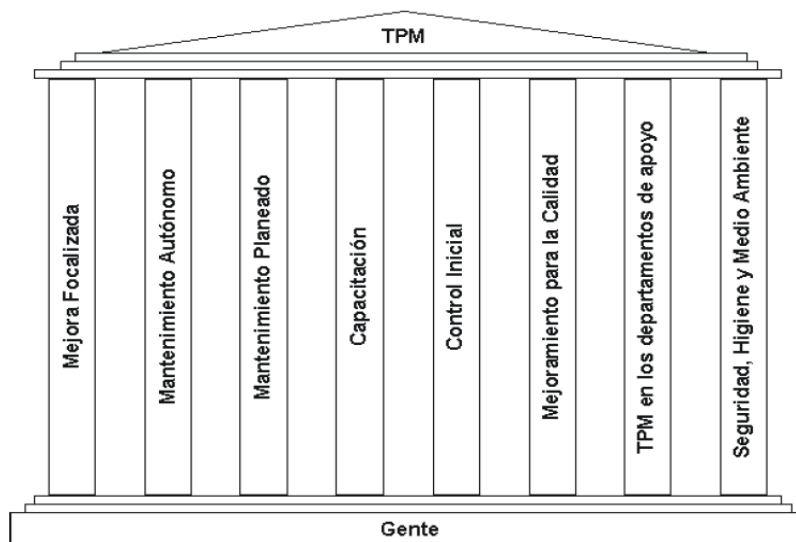 TPM
Mejora Focalizada
Mantenimiento Autónomo
Mantenimiento Planeado
Capacitación
Control Inicial
Mejoramiento para la Calidad
TPM en los departamentos de apoyo
Seguridad, Higiene y Medio Ambiente
Gente